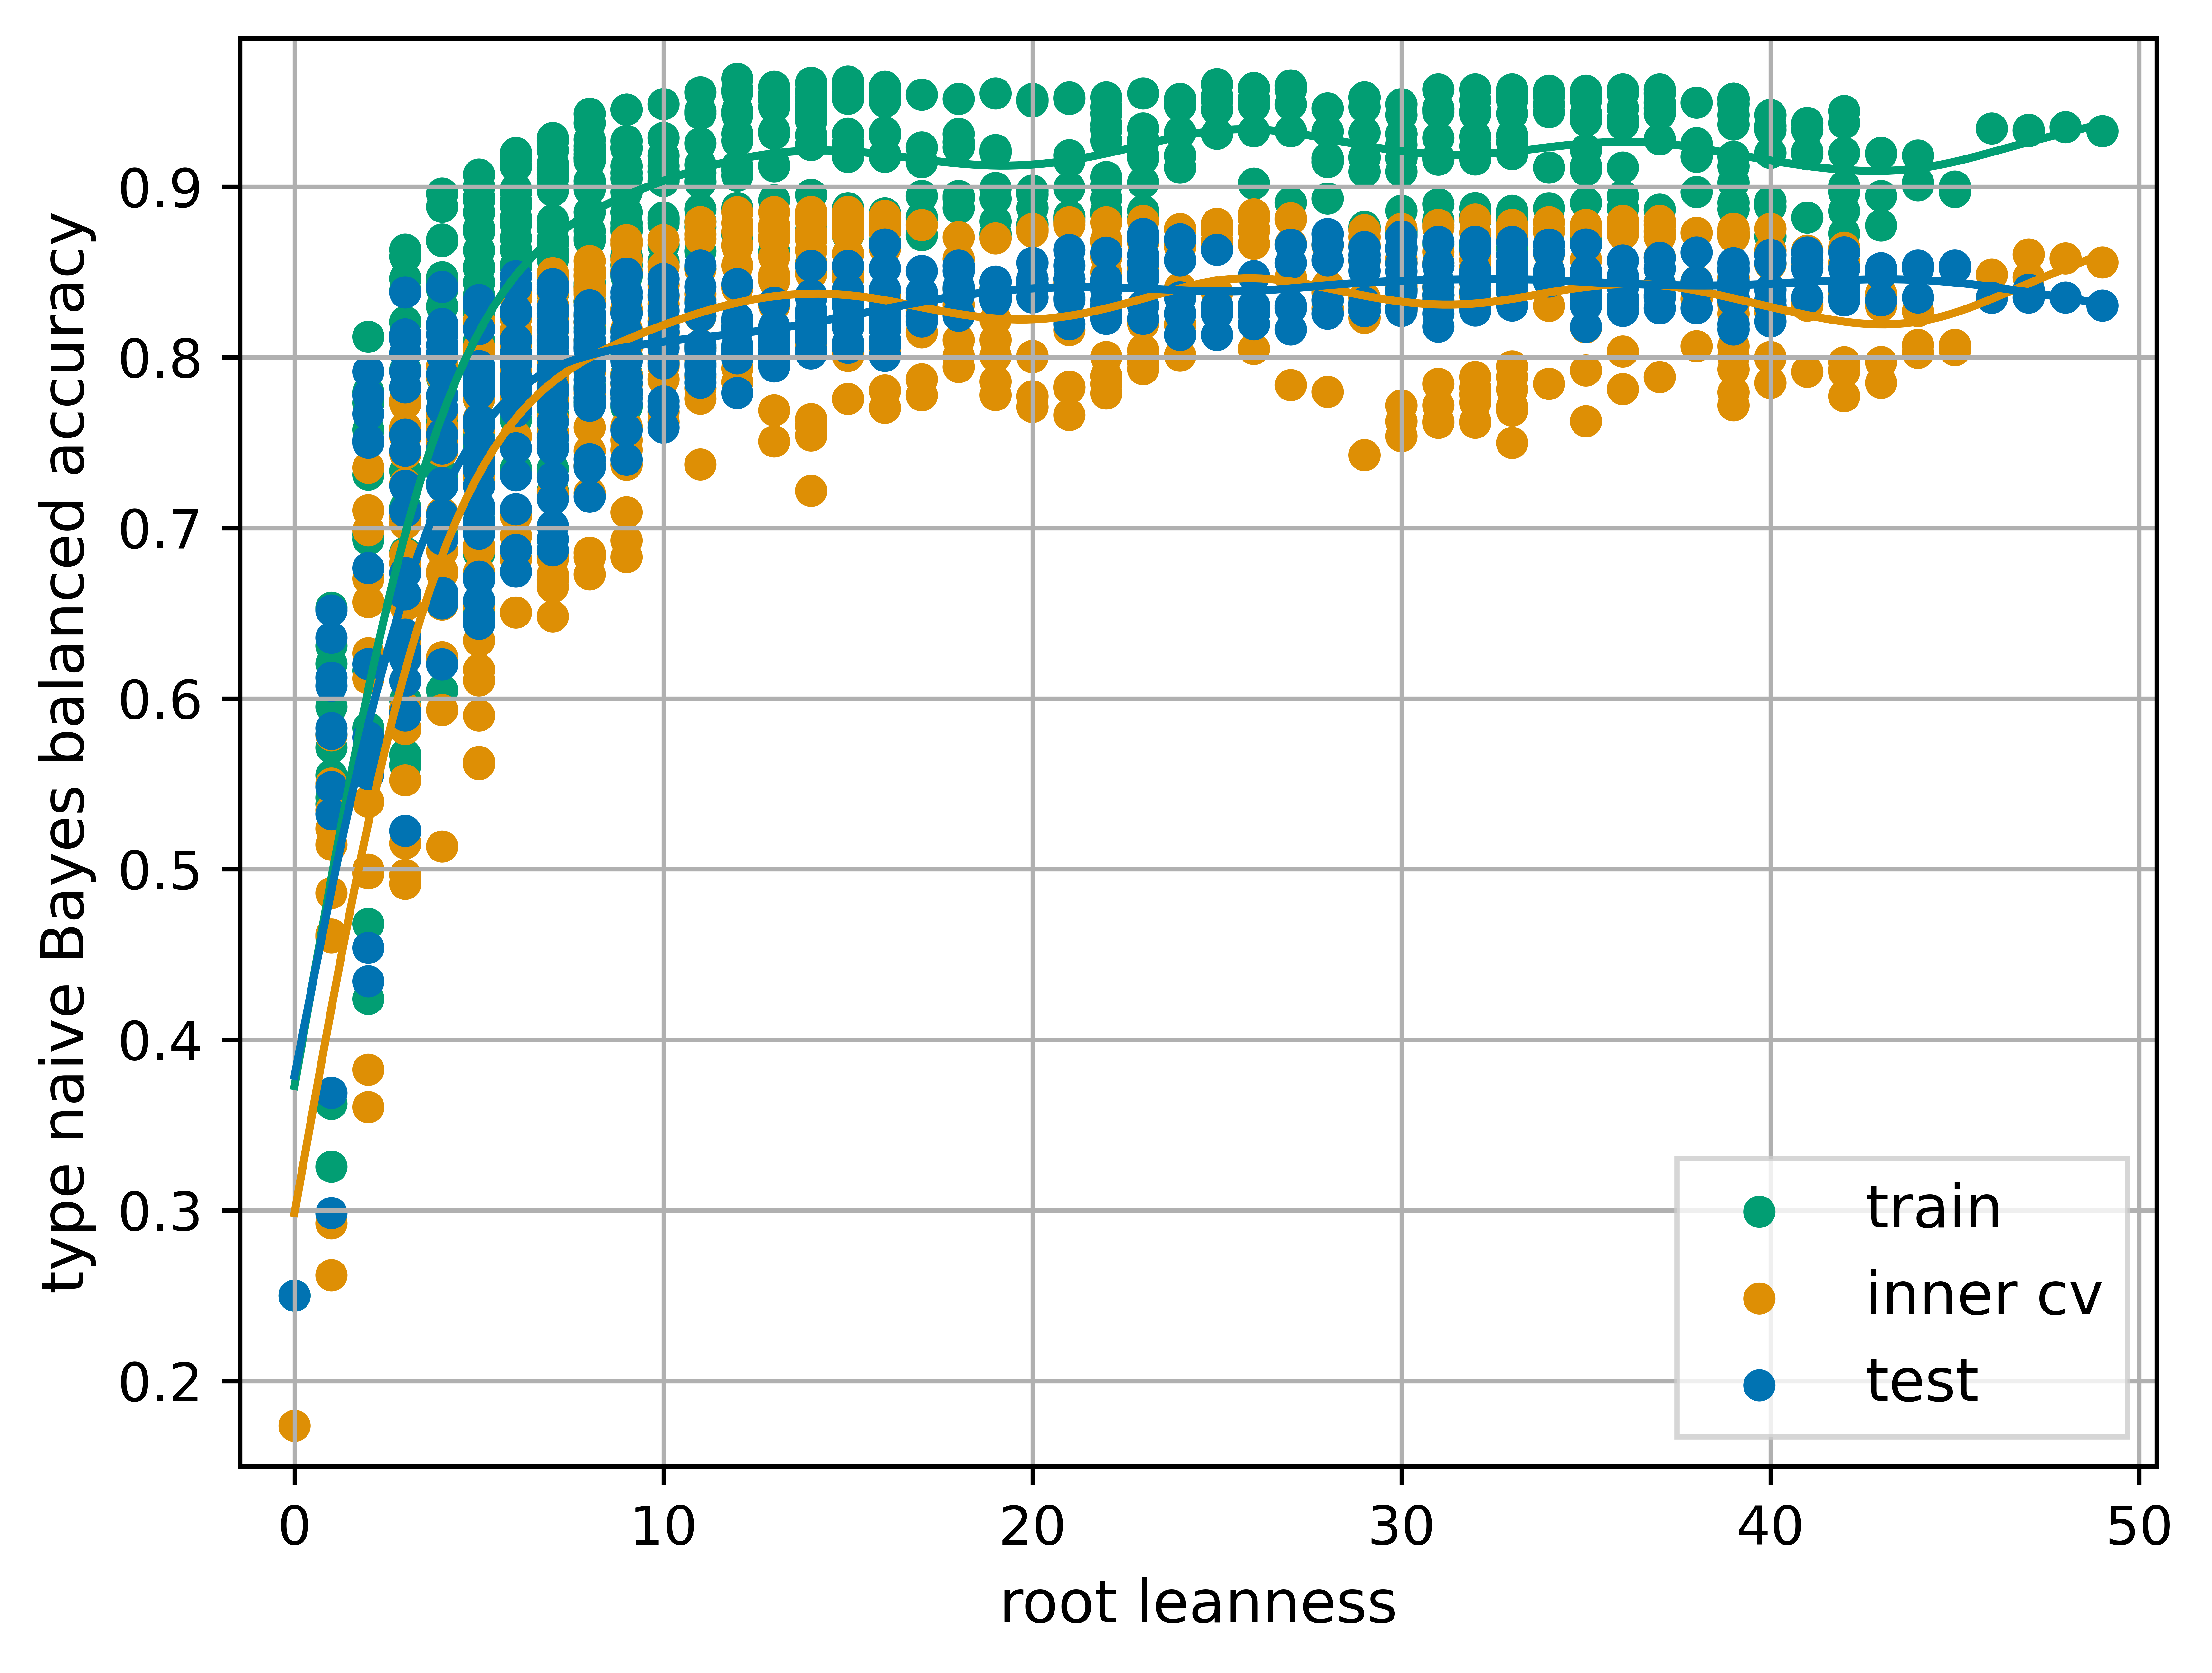 type naive Bayes balanced accuracy
0.9
0.8
0.7
0.6
0.5
0.4
0.3
0.2
0 10 20 30 40 50
root leanness
train
inner cv
test